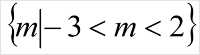 {m|−3 < m < 2}